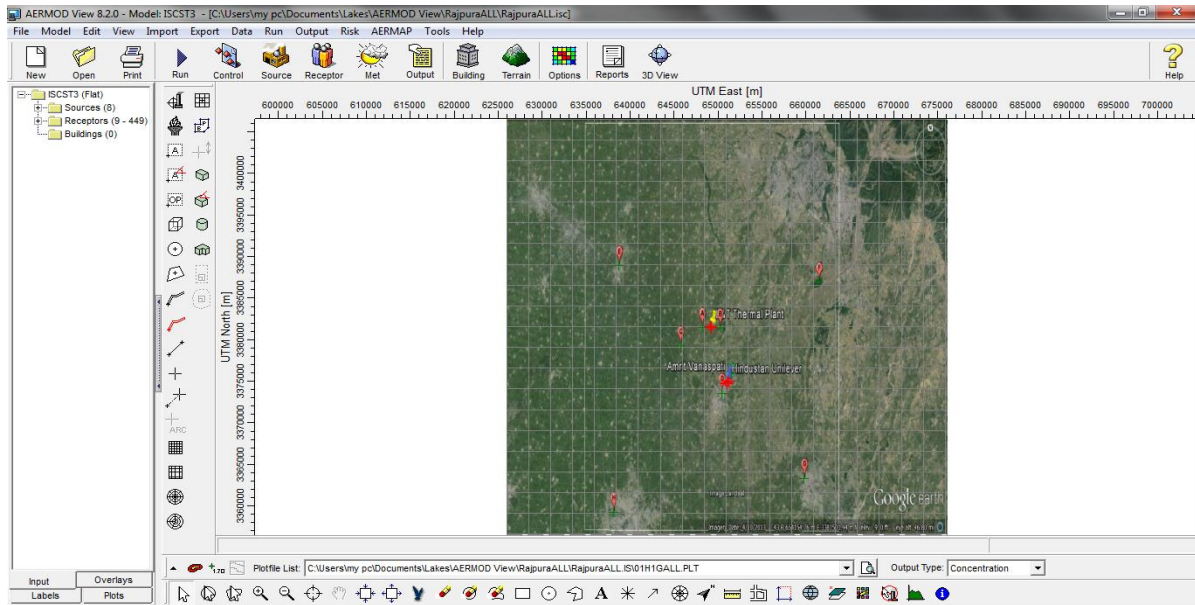 AERMOD View 8.2.0 - Model: ISCST3 - [C:\Users\my pc\Documents\Lakes\AERMOD View\RajpuraALL\RajpuraALL.isc]
File Model Edit View Import Export Data Run Output Risk AERMAP Tools Help
New Open Print Run Control Source Receptor Met Output Building Terrain Options Reports 3D View Help
ISCST3 (Flat)
Sources (8)
Receptors (9 - 449)
Buildings (0)
UTM East [m]
600000 605000 610000 615000 620000 625000 630000 635000 640000 645000 650000 655000 660000 665000 670000 675000 680000 685000 690000 695000 700000
UTM North [m]
3400000
3395000
3390000
3385000
3380000
3375000
3370000
3365000
3360000
A
A
OP
ARC
Thermal Plant
Amrit Vanaspati Hindustan Unilever
Google earth
Input Overlays
Labels Plots
1.70 Plotfile List: C:\Users\my pc\Documents\Lakes\AERMOD View\RajpuraALL\RajpuraALL.IS\01H1GALL.PLT Output Type: Concentration
A